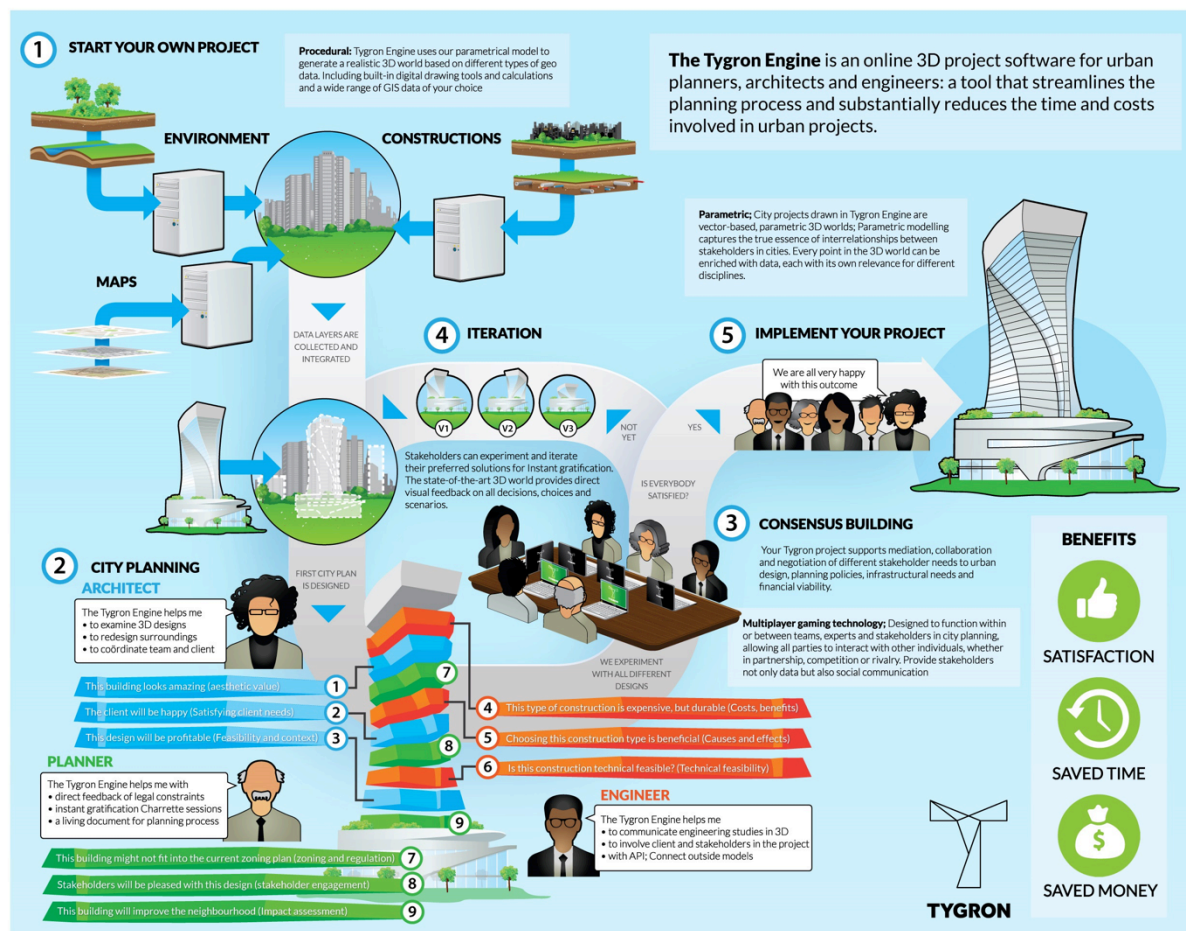 1 START YOUR OWN PROJECT
Procedural: Tygron Engine uses our parametrical model to
generate a realistic 3D world based on different types of geo
data. Including built-in digital drawing tools and calculations
and a wide range of GIS data of your choice
The Tygron Engine is an online 3D project software for urban
planners, architects and engineers: a tool that streamlines the
planning process and substantially reduces the time and costs
involved in urban projects.
ENVIRONMENT
CONSTRUCTIONS
MAPS
DATA LAYERS ARE
COLLECTED AND
INTEGRATED
Parametric; City projects drawn in Tygron Engine are
vector-based, parametric 3D worlds; Parametric modelling
captures the true essence of interrelationships between
stakeholders in cities. Every point in the 3D world can be
enriched with data, each with its own relevance for different
disciplines.
4 ITERATION
V1
V2
V3
NOT
YET
YES
Stakeholders can experiment and iterate
their preferred solutions for Instant gratification.
The state-of-the-art 3D world provides direct
visual feedback on all decisions, choices and
scenarios.
IS EVERYBODY
SATISFIED?
5 IMPLEMENT YOUR PROJECT
We are all very happy
with this outcome
3 CONSENSUS BUILDING
Your Tygron project supports mediation, collaboration
and negotiation of different stakeholder needs to urban
design, planning policies, infrastructural needs and
financial viability.
Multiplayer gaming technology; Designed to function within
or between teams, experts and stakeholders in city planning,
allowing all parties to interact with other individuals, whether
in partnership, competition or rivalry. Provide stakeholders
not only data but also social communication
WE EXPERIMENT
WITH ALL DIFFERENT
DESIGNS
2 CITY PLANNING
FIRST CITY PLAN
IS DESIGNED
ARCHITECT
The Tygron Engine helps me
• to examine 3D designs
• to redesign surroundings
• to coördinate team and client
This building looks amazing (aesthetic value) 1
The client will be happy (Satisfying client needs) 2
This design will be profitable (Feasibility and context) 3
7
8
9
4 This type of construction is expensive, but durable (Costs, benefits)
5 Choosing this construction type is beneficial (Causes and effects)
6 Is this construction technical feasible? (Technical feasibility)
PLANNER
The Tygron Engine helps me with
• direct feedback of legal constraints
• instant gratification Charrette sessions
• a living document for planning process
ENGINEER
The Tygron Engine helps me
• to communicate engineering studies in 3D
• to involve client and stakeholders in the project
• with API; Connect outside models
This building might not fit into the current zoning plan (zoning and regulation) 7
Stakeholders will be pleased with this design (stakeholder engagement) 8
This building will improve the neighbourhood (Impact assessment) 9
BENEFITS
SATISFACTION
SAVED TIME
$
SAVED MONEY
TYGRON